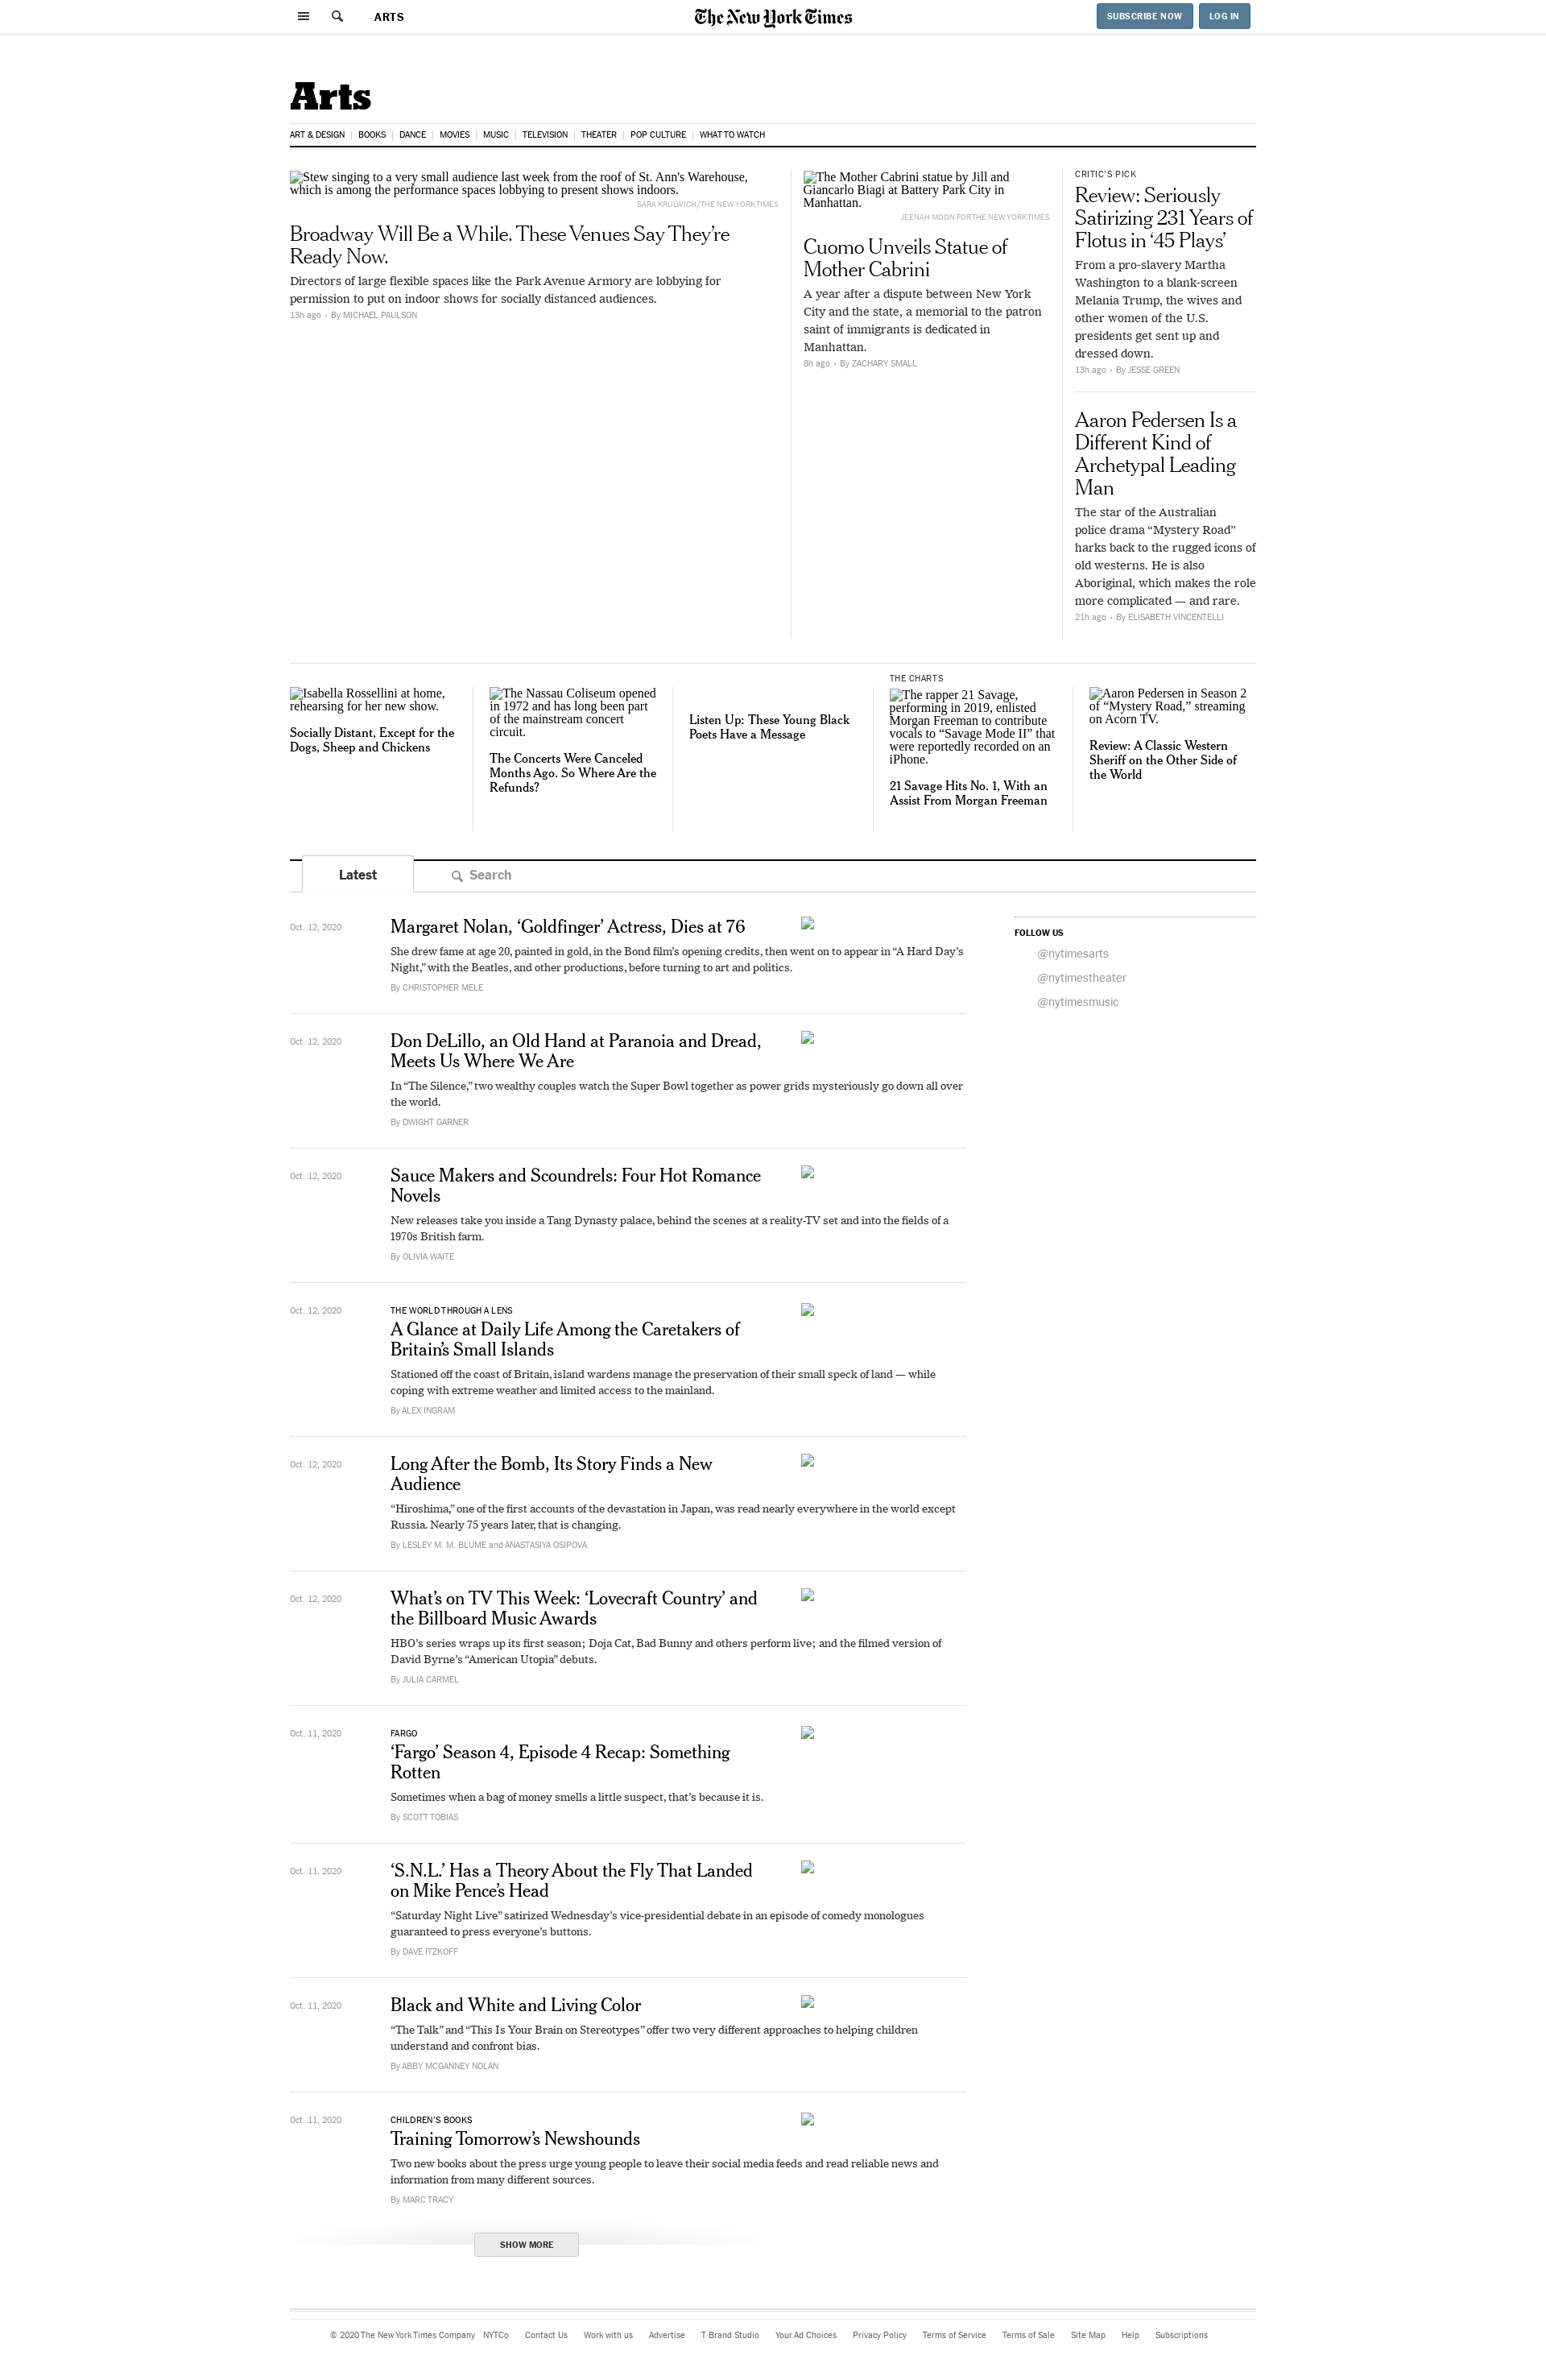 ARTS
The New York Times
SUBSCRIBE NOW
LOG IN
Arts
ART & DESIGN
BOOKS
DANCE
MOVIES
MUSIC
TELEVISION
THEATER
POP CULTURE
WHAT TO WATCH
Stew singing to a very small audience last week from the roof of St. Ann's Warehouse,
which is among the performance spaces lobbying to present shows indoors.
SARA KRULWICH/THE NEW YORK TIMES
Broadway Will Be a While. These Venues Say They’re
Ready Now.
Directors of large flexible spaces like the Park Avenue Armory are lobbying for
permission to put on indoor shows for socially distanced audiences.
13h ago • By MICHAEL PAULSON
The Mother Cabrini statue by Jill and
Giancarlo Biagi at Battery Park City in
Manhattan.
JEENAH MOON FOR THE NEW YORK TIMES
Cuomo Unveils Statue of
Mother Cabrini
A year after a dispute between New York
City and the state, a memorial to the patron
saint of immigrants is dedicated in
Manhattan.
8h ago • By ZACHARY SMALL
CRITIC’S PICK
Review: Seriously
Satirizing 231 Years of
Flotus in ‘45 Plays’
From a pro-slavery Martha
Washington to a blank-screen
Melania Trump, the wives and
other women of the U.S.
presidents get sent up and
dressed down.
13h ago • By JESSE GREEN
Aaron Pedersen Is a
Different Kind of
Archetypal Leading
Man
The star of the Australian
police drama “Mystery Road”
harks back to the rugged icons of
old westerns. He is also
Aboriginal, which makes the role
more complicated — and rare.
21h ago • By ELISABETH VINCENTELLI
Isabella Rossellini at home,
rehearsing for her new show.
Socially Distant, Except for the
Dogs, Sheep and Chickens
The Nassau Coliseum opened
in 1972 and has long been part
of the mainstream concert
circuit.
The Concerts Were Canceled
Months Ago. So Where Are the
Refunds?
Listen Up: These Young Black
Poets Have a Message
THE CHARTS
The rapper 21 Savage,
performing in 2019, enlisted
Morgan Freeman to contribute
vocals to “Savage Mode II” that
were reportedly recorded on an
iPhone.
21 Savage Hits No. 1, With an
Assist From Morgan Freeman
Aaron Pedersen in Season 2
of “Mystery Road,” streaming
on Acorn TV.
Review: A Classic Western
Sheriff on the Other Side of
the World
Latest
Search
Oct. 12, 2020
Margaret Nolan, ‘Goldfinger’ Actress, Dies at 76
She drew fame at age 20, painted in gold, in the Bond film’s opening credits, then went on to appear in “A Hard Day’s
Night,” with the Beatles, and other productions, before turning to art and politics.
By CHRISTOPHER MELE
FOLLOW US
@nytimesarts
@nytimestheater
@nytimesmusic
Oct. 12, 2020
Don DeLillo, an Old Hand at Paranoia and Dread,
Meets Us Where We Are
In “The Silence,” two wealthy couples watch the Super Bowl together as power grids mysteriously go down all over
the world.
By DWIGHT GARNER
Oct. 12, 2020
Sauce Makers and Scoundrels: Four Hot Romance
Novels
New releases take you inside a Tang Dynasty palace, behind the scenes at a reality-TV set and into the fields of a
1970s British farm.
By OLIVIA WAITE
Oct. 12, 2020
THE WORLD THROUGH A LENS
A Glance at Daily Life Among the Caretakers of
Britain’s Small Islands
Stationed off the coast of Britain, island wardens manage the preservation of their small speck of land — while
coping with extreme weather and limited access to the mainland.
By ALEX INGRAM
Oct. 12, 2020
Long After the Bomb, Its Story Finds a New
Audience
“Hiroshima,” one of the first accounts of the devastation in Japan, was read nearly everywhere in the world except
Russia. Nearly 75 years later, that is changing.
By LESLEY M. M. BLUME and ANASTASIYA OSIPOVA
Oct. 12, 2020
What’s on TV This Week: ‘Lovecraft Country’ and
the Billboard Music Awards
HBO’s series wraps up its first season; Doja Cat, Bad Bunny and others perform live; and the filmed version of
David Byrne’s “American Utopia” debuts.
By JULIA CARMEL
Oct. 11, 2020
FARGO
‘Fargo’ Season 4, Episode 4 Recap: Something
Rotten
Sometimes when a bag of money smells a little suspect, that’s because it is.
By SCOTT TOBIAS
Oct. 11, 2020
‘S.N.L.’ Has a Theory About the Fly That Landed
on Mike Pence’s Head
“Saturday Night Live” satirized Wednesday’s vice-presidential debate in an episode of comedy monologues
guaranteed to press everyone’s buttons.
By DAVE ITZKOFF
Oct. 11, 2020
Black and White and Living Color
“The Talk” and “This Is Your Brain on Stereotypes” offer two very different approaches to helping children
understand and confront bias.
By ABBY MCGANNEY NOLAN
Oct. 11, 2020
CHILDREN’S BOOKS
Training Tomorrow’s Newshounds
Two new books about the press urge young people to leave their social media feeds and read reliable news and
information from many different sources.
By MARC TRACY
SHOW MORE
© 2020 The New York Times Company
NYTCo
Contact Us
Work with us
Advertise
T Brand Studio
Your Ad Choices
Privacy Policy
Terms of Service
Terms of Sale
Site Map
Help
Subscriptions